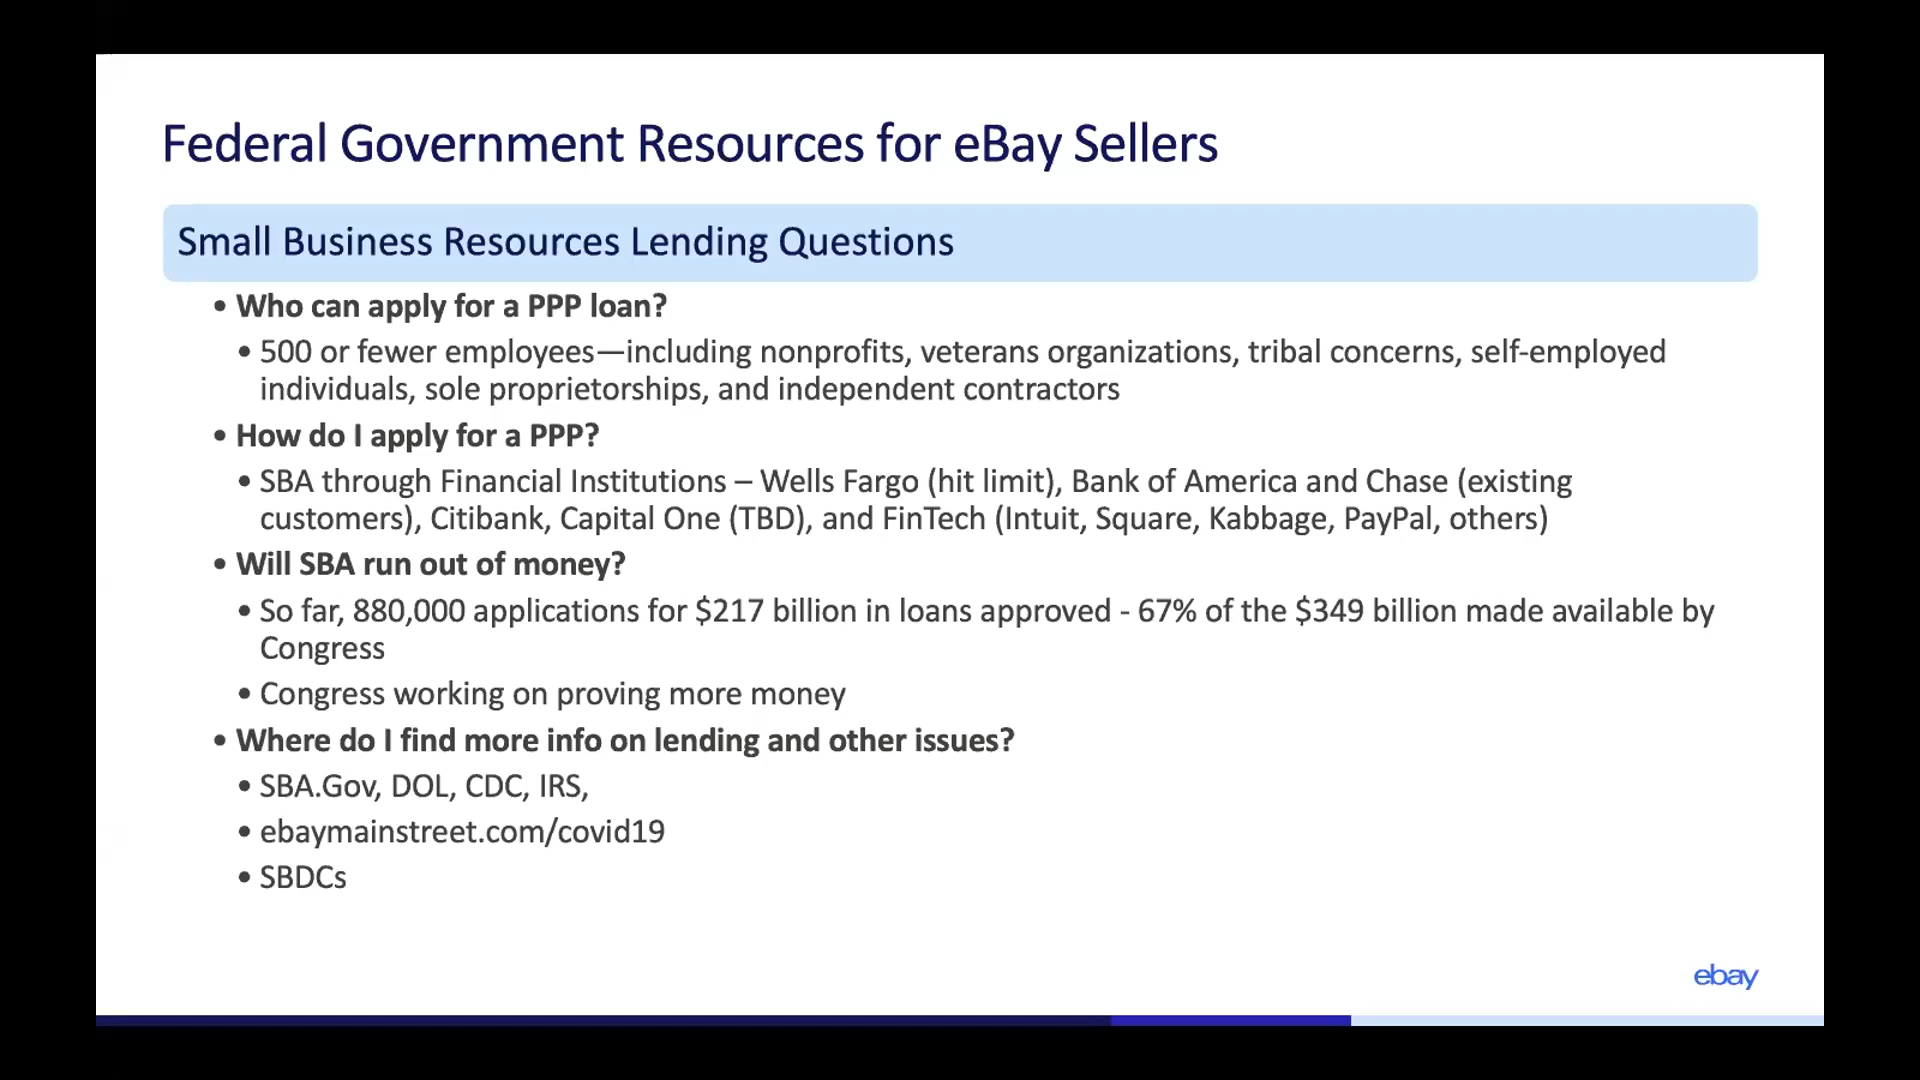 Federal Government Resources for eBay Sellers
Small Business Resources Lending Questions
• Who can apply for a PPP loan?
• 500 or fewer employees—including nonprofits, veterans organizations, tribal concerns, self-employed
individuals, sole proprietorships, and independent contractors
• How do I apply for a PPP?
• SBA through Financial Institutions – Wells Fargo (hit limit), Bank of America and Chase (existing
customers), Citibank, Capital One (TBD), and FinTech (Intuit, Square, Kabbage, PayPal, others)
• Will SBA run out of money?
• So far, 880,000 applications for $217 billion in loans approved - 67% of the $349 billion made available by
Congress
• Congress working on proving more money
• Where do I find more info on lending and other issues?
• SBA.Gov, DOL, CDC, IRS,
• ebaymainstreet.com/covid19
• SBDCs
ebay